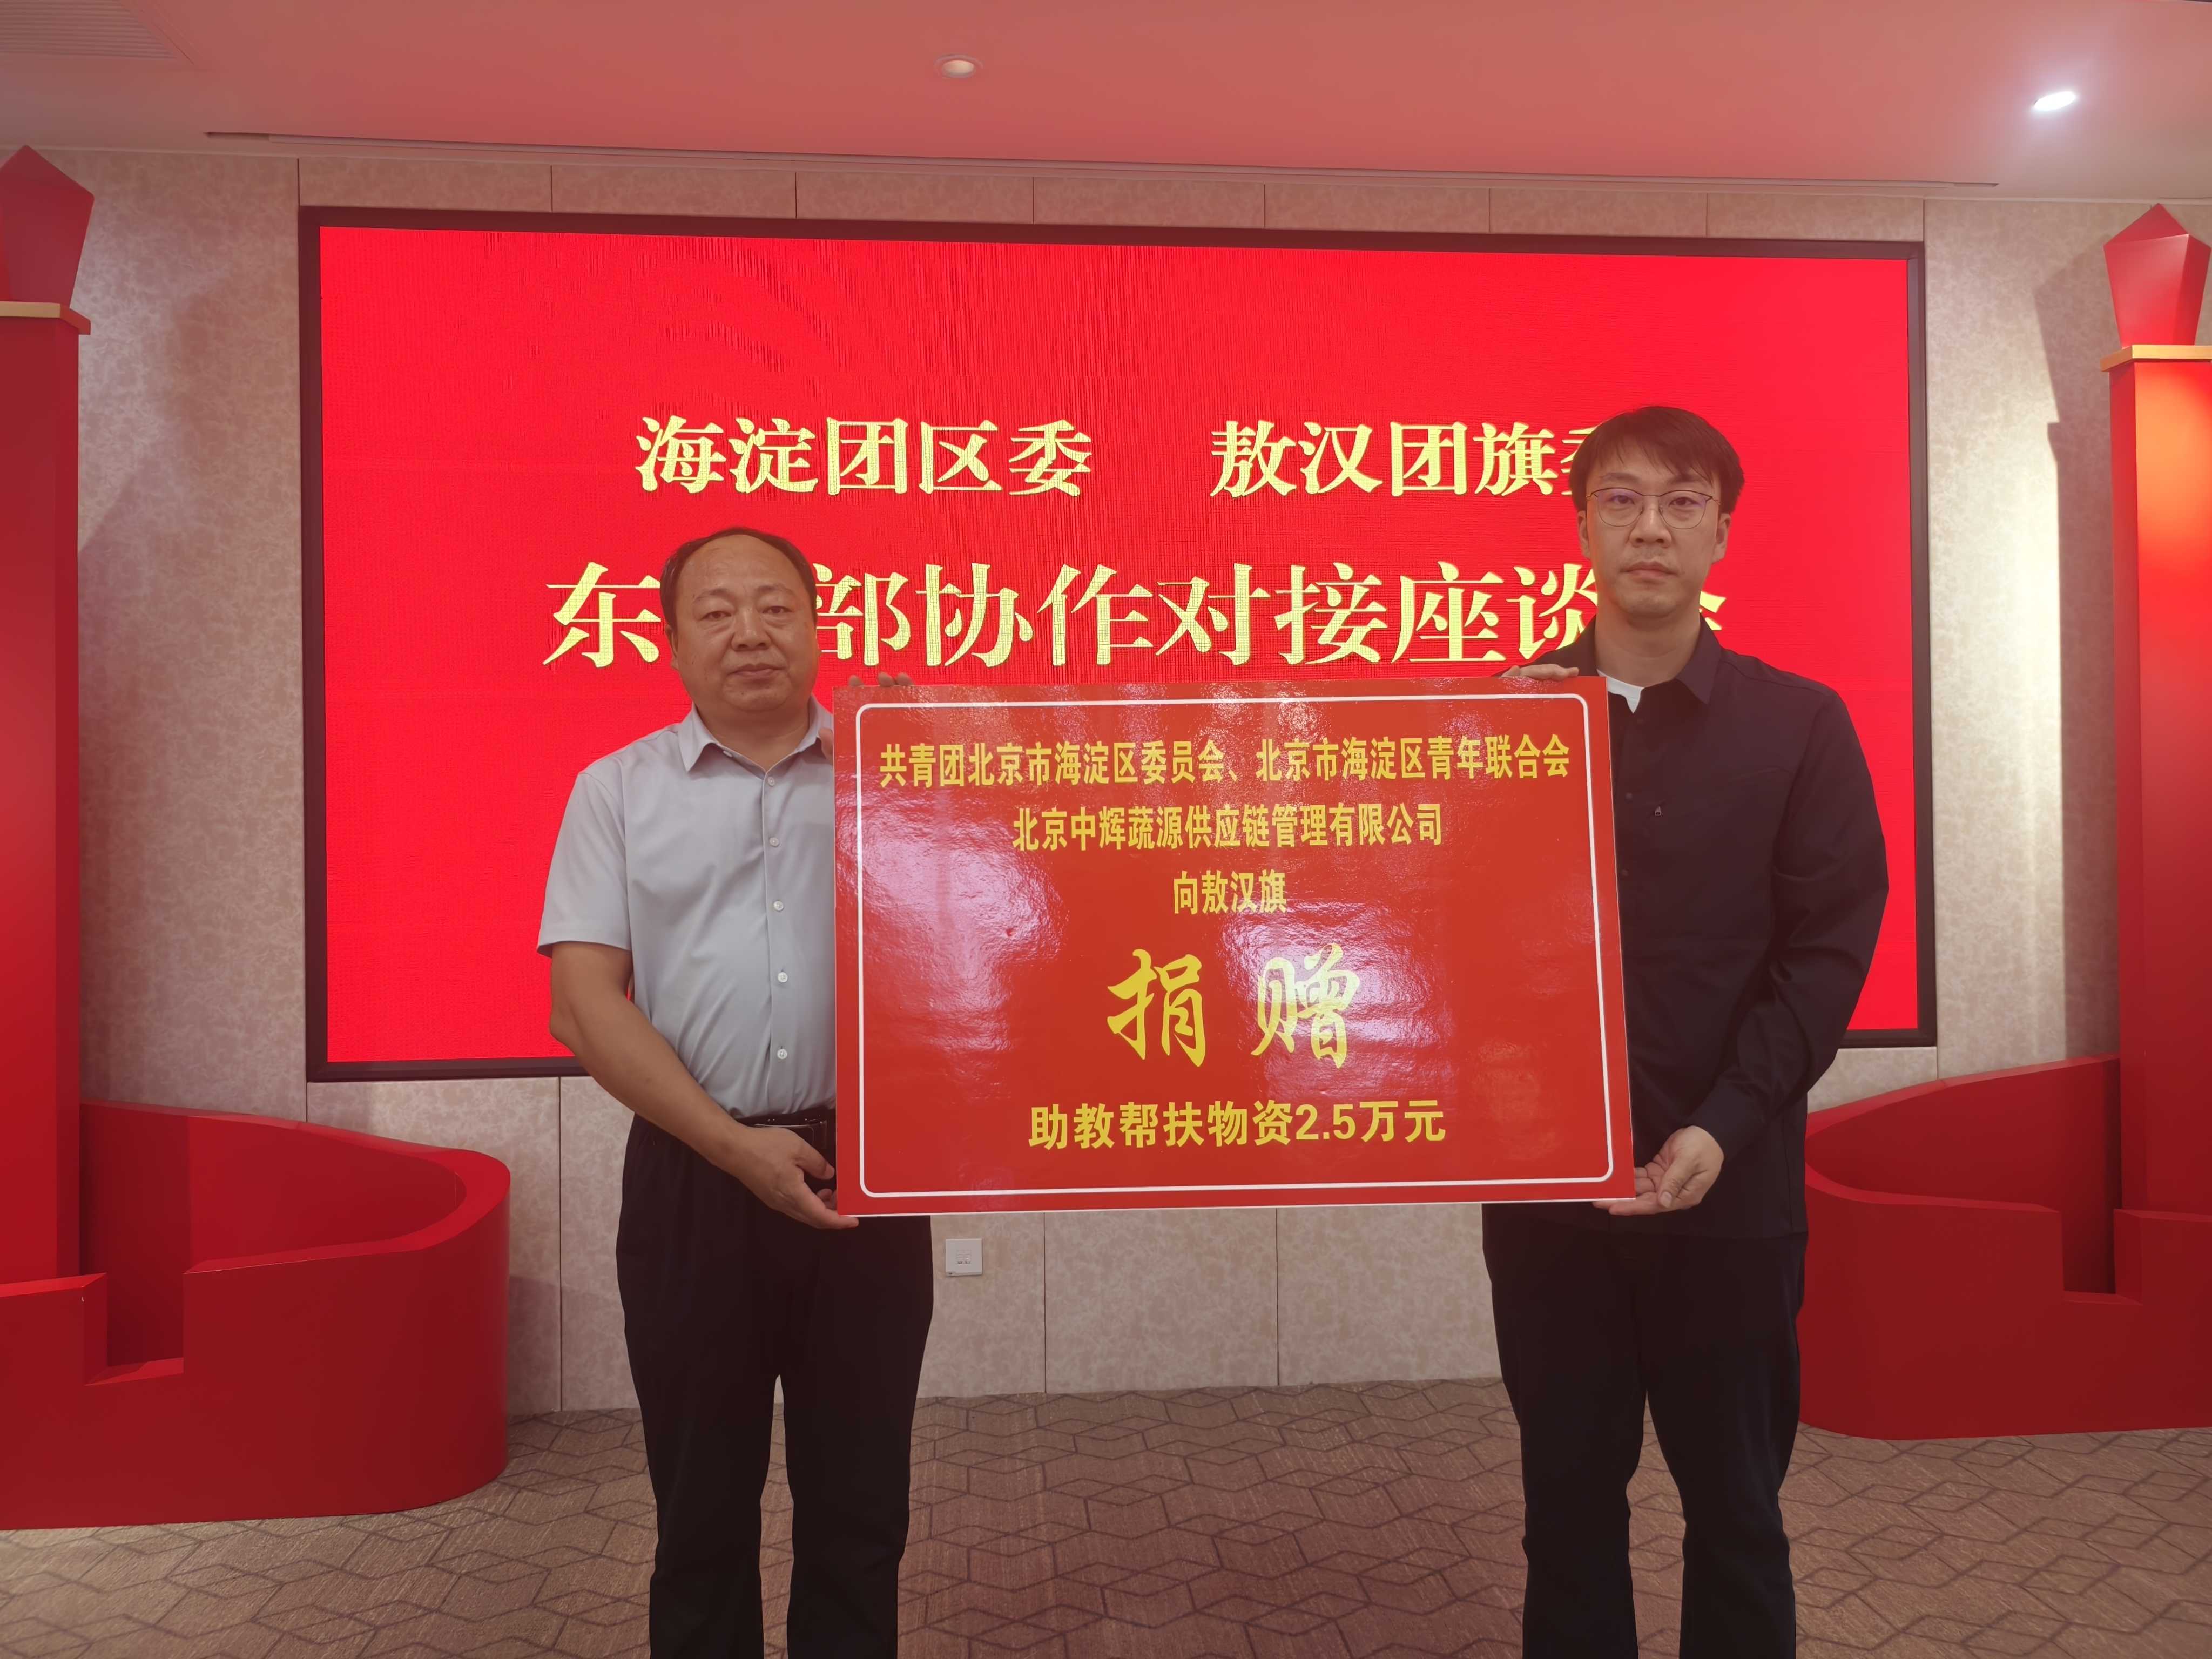 海淀团区委 敖汉团旗
东 部协作对接座谈
共青团北京市海淀区委员会、北京市海淀区青年联合会
北京中辉蔬源供应链管理有限公司
向敖汉旗
捐赠
助教帮扶物资2.5万元